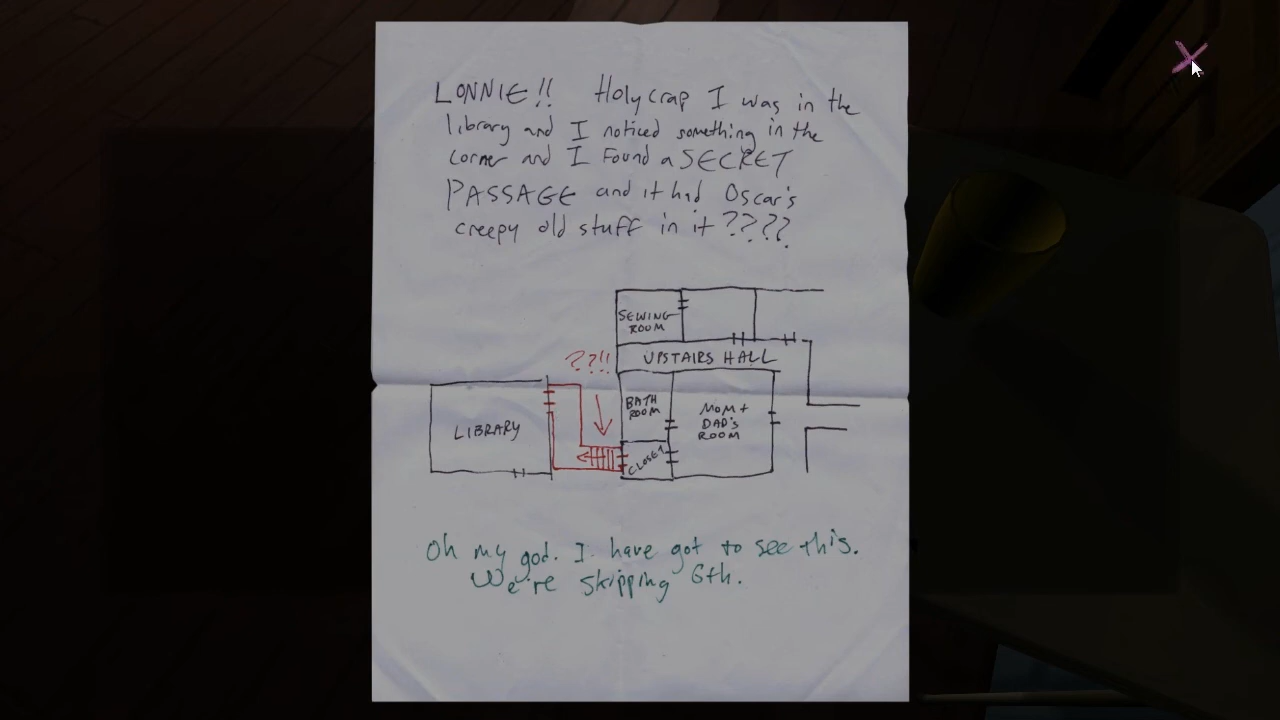 LONNIE!! Holy crap I was in the
library and I noticed something in the
corner and I found a SECRET
PASSAGE and it had Oscar's
creepy old stuff in it ????
SEWING
ROOM
UPSTAIRS HALL
??!!
BATH
ROOM
MOM +
DAD'S
ROOM
LIBRARY
CLOSET
Oh my god. I have got to see this.
We're skipping 6th.